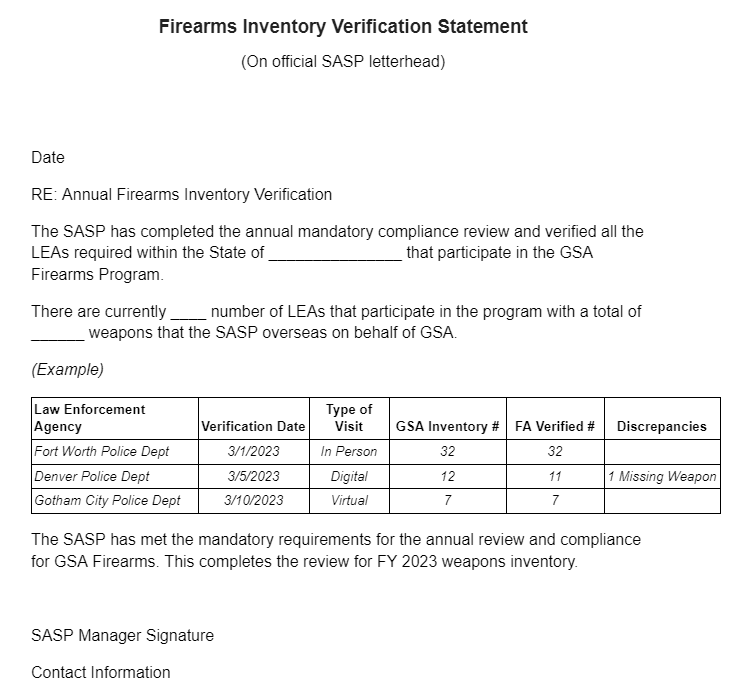 Firearms Inventory Verification Statement
(On official SASP letterhead)
Date
RE: Annual Firearms Inventory Verification
The SASP has completed the annual mandatory compliance review and verified all the
LEAs required within the State of _______________ that participate in the GSA
Firearms Program.
There are currently ____ number of LEAs that participate in the program with a total of
______ weapons that the SASP overseas on behalf of GSA.
(Example)
Law Enforcement Agency | Verification Date | Type of Visit | GSA Inventory # | FA Verified # | Discrepancies
Fort Worth Police Dept | 3/1/2023 | In Person | 32 | 32 |
Denver Police Dept | 3/5/2023 | Digital | 12 | 11 | 1 Missing Weapon
Gotham City Police Dept | 3/10/2023 | Virtual | 7 | 7 |
The SASP has met the mandatory requirements for the annual review and compliance
for GSA Firearms. This completes the review for FY 2023 weapons inventory.
SASP Manager Signature
Contact Information